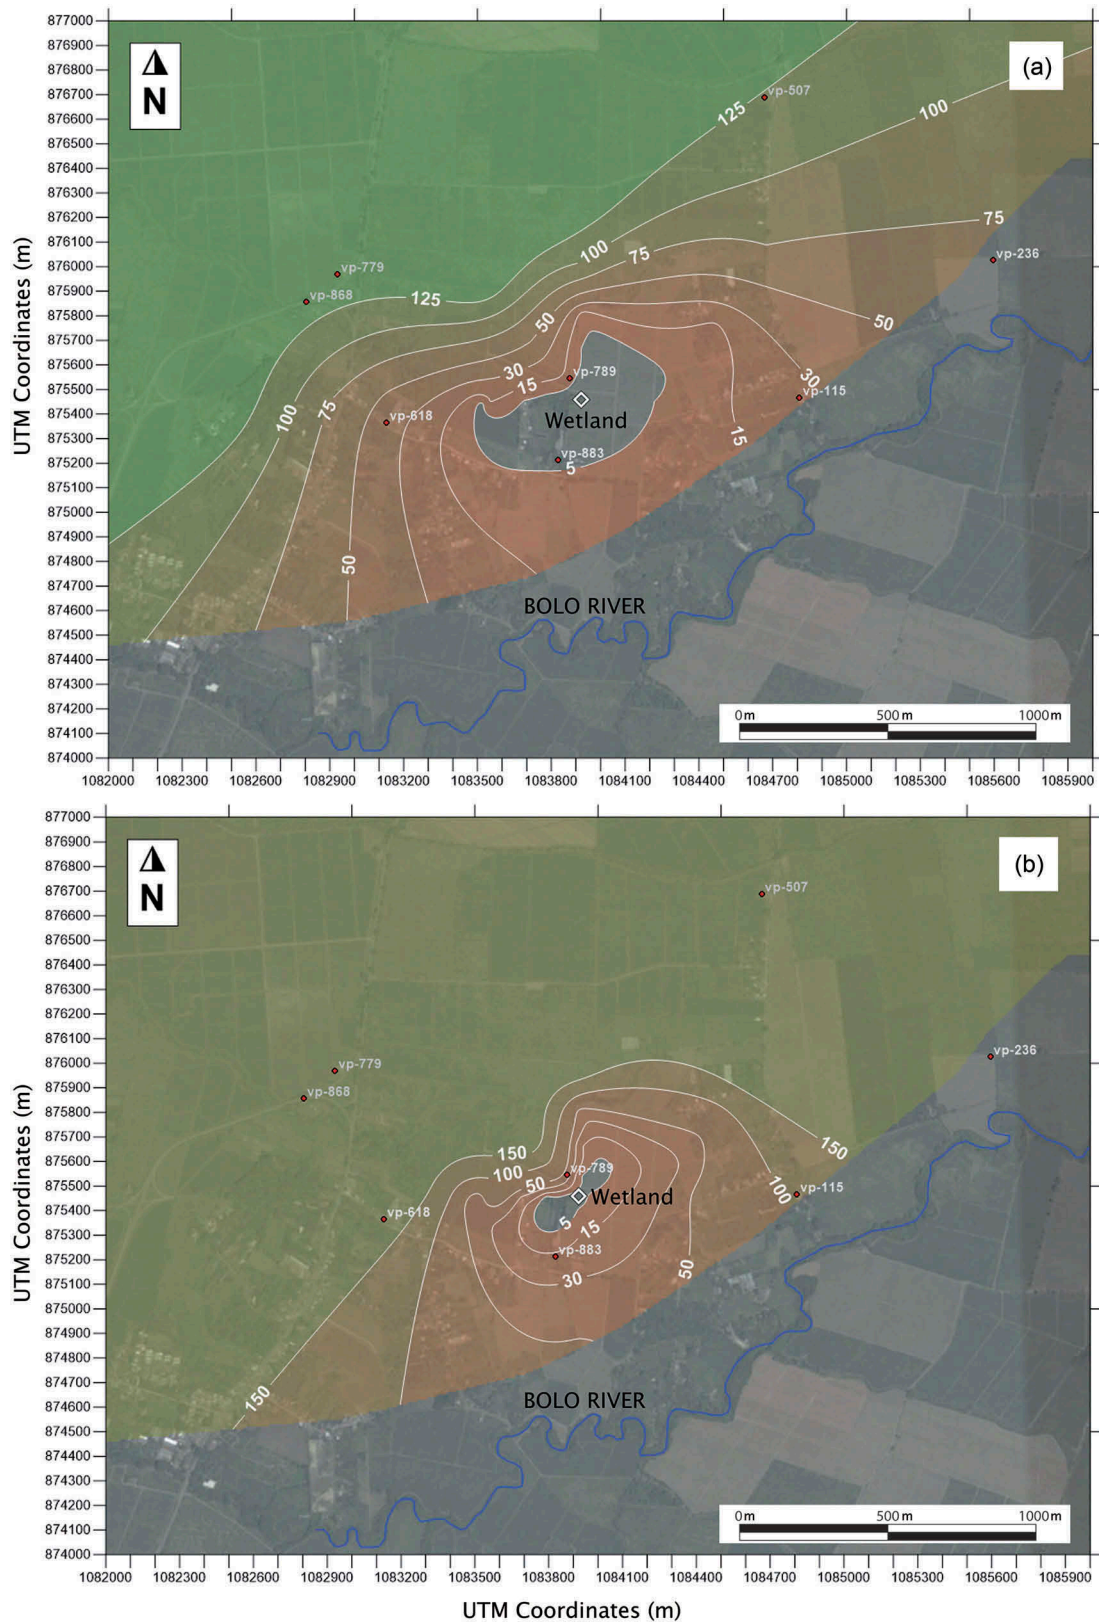 877000
(a)
876900
876800
N
876700
vp-507
125
100
876600
876500
876400
876300
876200
75
876100
100
75
vp-236
876000
vp-779
875900
vp-868
125
875800
50
50
875700
875600
30
vp-789
15
30
875500
vp-115
100
75
vp-618
Wetland
875400
15
875300
vp-883
875200
5
875100
875000
874900
874800
50
874700
BOLO RIVER
874600
874500
874400
874300
874200
0m 500m 1000m
874100
874000
1082000 1082300 1082600 1082900 1083200 1083500 1083800 1084100 1084400 1084700 1085000 1085300 1085600 1085900
UTM Coordinates (m)
877000
(b)
876900
876800
N
876700
vp-507
876600
876500
876400
876300
876200
876100
vp-236
876000
vp-779
875900
vp-868
875800
875700
150
150
875600
100
vp-789
50
100
vp-115
875500
Wetland
875400
vp-618
5
15
875300
vp-883
875200
30
50
875100
875000
874900
874800
874700
150
BOLO RIVER
874600
874500
874400
874300
874200
0m 500m 1000m
874100
874000
1082000 1082300 1082600 1082900 1083200 1083500 1083800 1084100 1084400 1084700 1085000 1085300 1085600 1085900
UTM Coordinates (m)
UTM Coordinates (m)